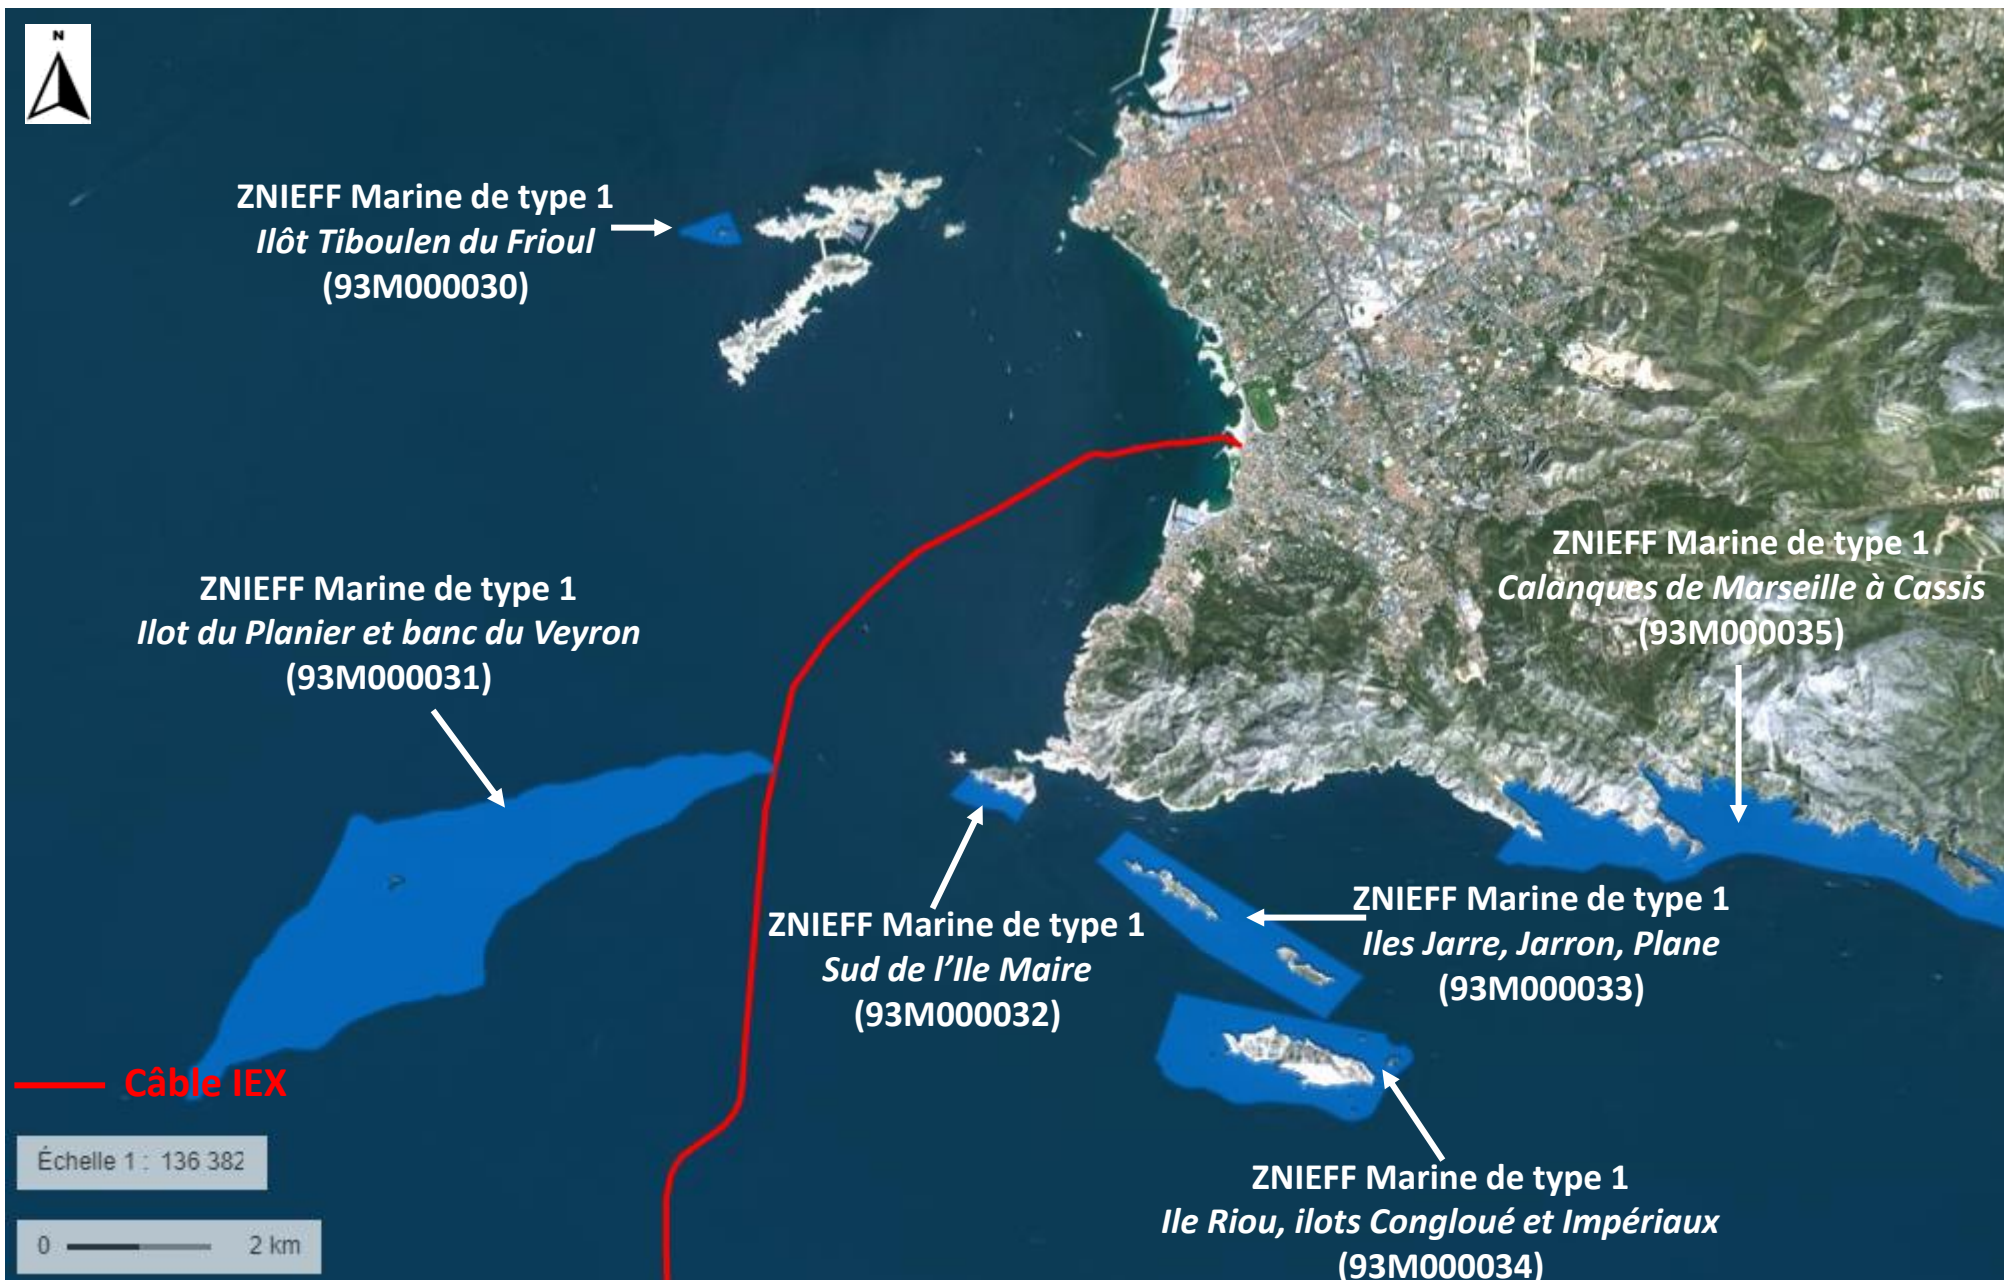 N
ZNIEFF Marine de type 1
Ilôt Tiboulen du Frioul
(93M000030)
ZNIEFF Marine de type 1
Calanques de Marseille à Cassis
(93M000035)
ZNIEFF Marine de type 1
Ilot du Planier et banc du Veyron
(93M000031)
ZNIEFF Marine de type 1
Sud de l'Ile Maire
(93M000032)
ZNIEFF Marine de type 1
Iles Jarre, Jarron, Plane
(93M000033)
Câble IEX
Échelle 1 : 136 382
ZNIEFF Marine de type 1
Ile Riou, ilots Congloué et Impériaux
(93M000034)
0 2 km